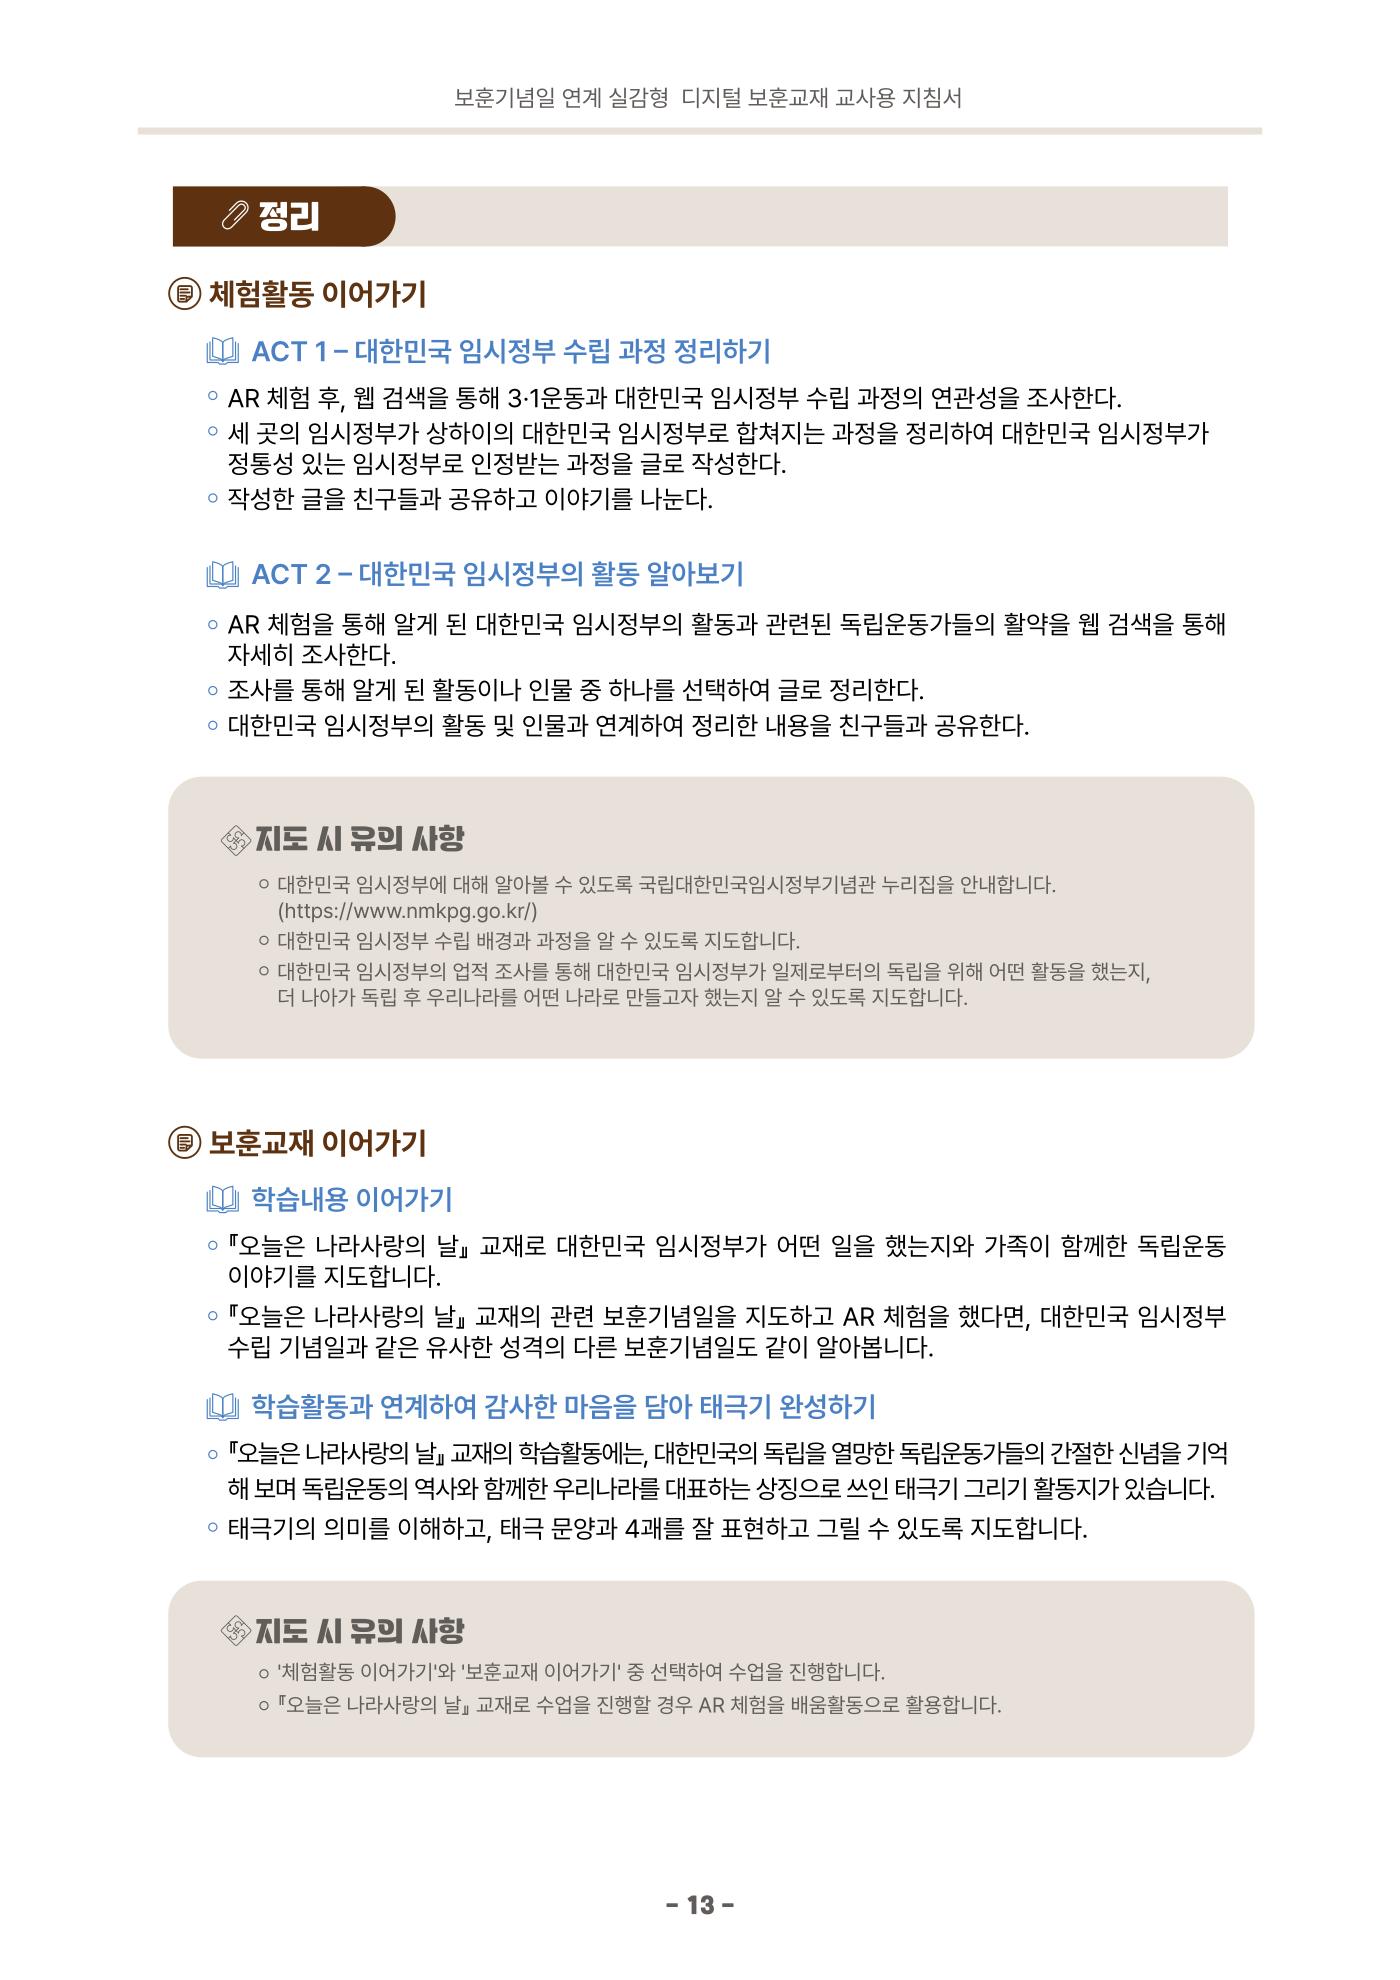 보훈기념일 연계 실감형  디지털 보훈교재 교사용 지침서
정리
체험활동 이어가기
ACT 1 – 대한민국 임시정부 수립 과정 정리하기
○ AR 체험 후, 웹 검색을 통해 3·1운동과 대한민국 임시정부 수립 과정의 연관성을 조사한다.
○ 세 곳의 임시정부가 상하이의 대한민국 임시정부로 합쳐지는 과정을 정리하여 대한민국 임시정부가
정통성 있는 임시정부로 인정받는 과정을 글로 작성한다.
○ 작성한 글을 친구들과 공유하고 이야기를 나눈다.
ACT 2 – 대한민국 임시정부의 활동 알아보기
○ AR 체험을 통해 알게 된 대한민국 임시정부의 활동과 관련된 독립운동가들의 활약을 웹 검색을 통해
자세히 조사한다.
○ 조사를 통해 알게 된 활동이나 인물 중 하나를 선택하여 글로 정리한다.
○ 대한민국 임시정부의 활동 및 인물과 연계하여 정리한 내용을 친구들과 공유한다.
지도 시 유의 사항
○ 대한민국 임시정부에 대해 알아볼 수 있도록 국립대한민국임시정부기념관 누리집을 안내합니다.
(https://www.nmkpg.go.kr/)
○ 대한민국 임시정부 수립 배경과 과정을 알 수 있도록 지도합니다.
○ 대한민국 임시정부의 업적 조사를 통해 대한민국 임시정부가 일제로부터의 독립을 위해 어떤 활동을 했는지,
더 나아가 독립 후 우리나라를 어떤 나라로 만들고자 했는지 알 수 있도록 지도합니다.
보훈교재 이어가기
학습내용 이어가기
○ 『오늘은 나라사랑의 날』 교재로 대한민국 임시정부가 어떤 일을 했는지와 가족이 함께한 독립운동
이야기를 지도합니다.
○ 『오늘은 나라사랑의 날』 교재의 관련 보훈기념일을 지도하고 AR 체험을 했다면, 대한민국 임시정부
수립 기념일과 같은 유사한 성격의 다른 보훈기념일도 같이 알아봅니다.
학습활동과 연계하여 감사한 마음을 담아 태극기 완성하기
○ 『오늘은 나라사랑의 날』 교재의 학습활동에는, 대한민국의 독립을 열망한 독립운동가들의 간절한 신념을 기억
해 보며 독립운동의 역사와 함께한 우리나라를 대표하는 상징으로 쓰인 태극기 그리기 활동지가 있습니다.
○ 태극기의 의미를 이해하고, 태극 문양과 4괘를 잘 표현하고 그릴 수 있도록 지도합니다.
지도 시 유의 사항
○ '체험활동 이어가기'와 '보훈교재 이어가기' 중 선택하여 수업을 진행합니다.
○ 『오늘은 나라사랑의 날』 교재로 수업을 진행할 경우 AR 체험을 배움활동으로 활용합니다.
- 13 -